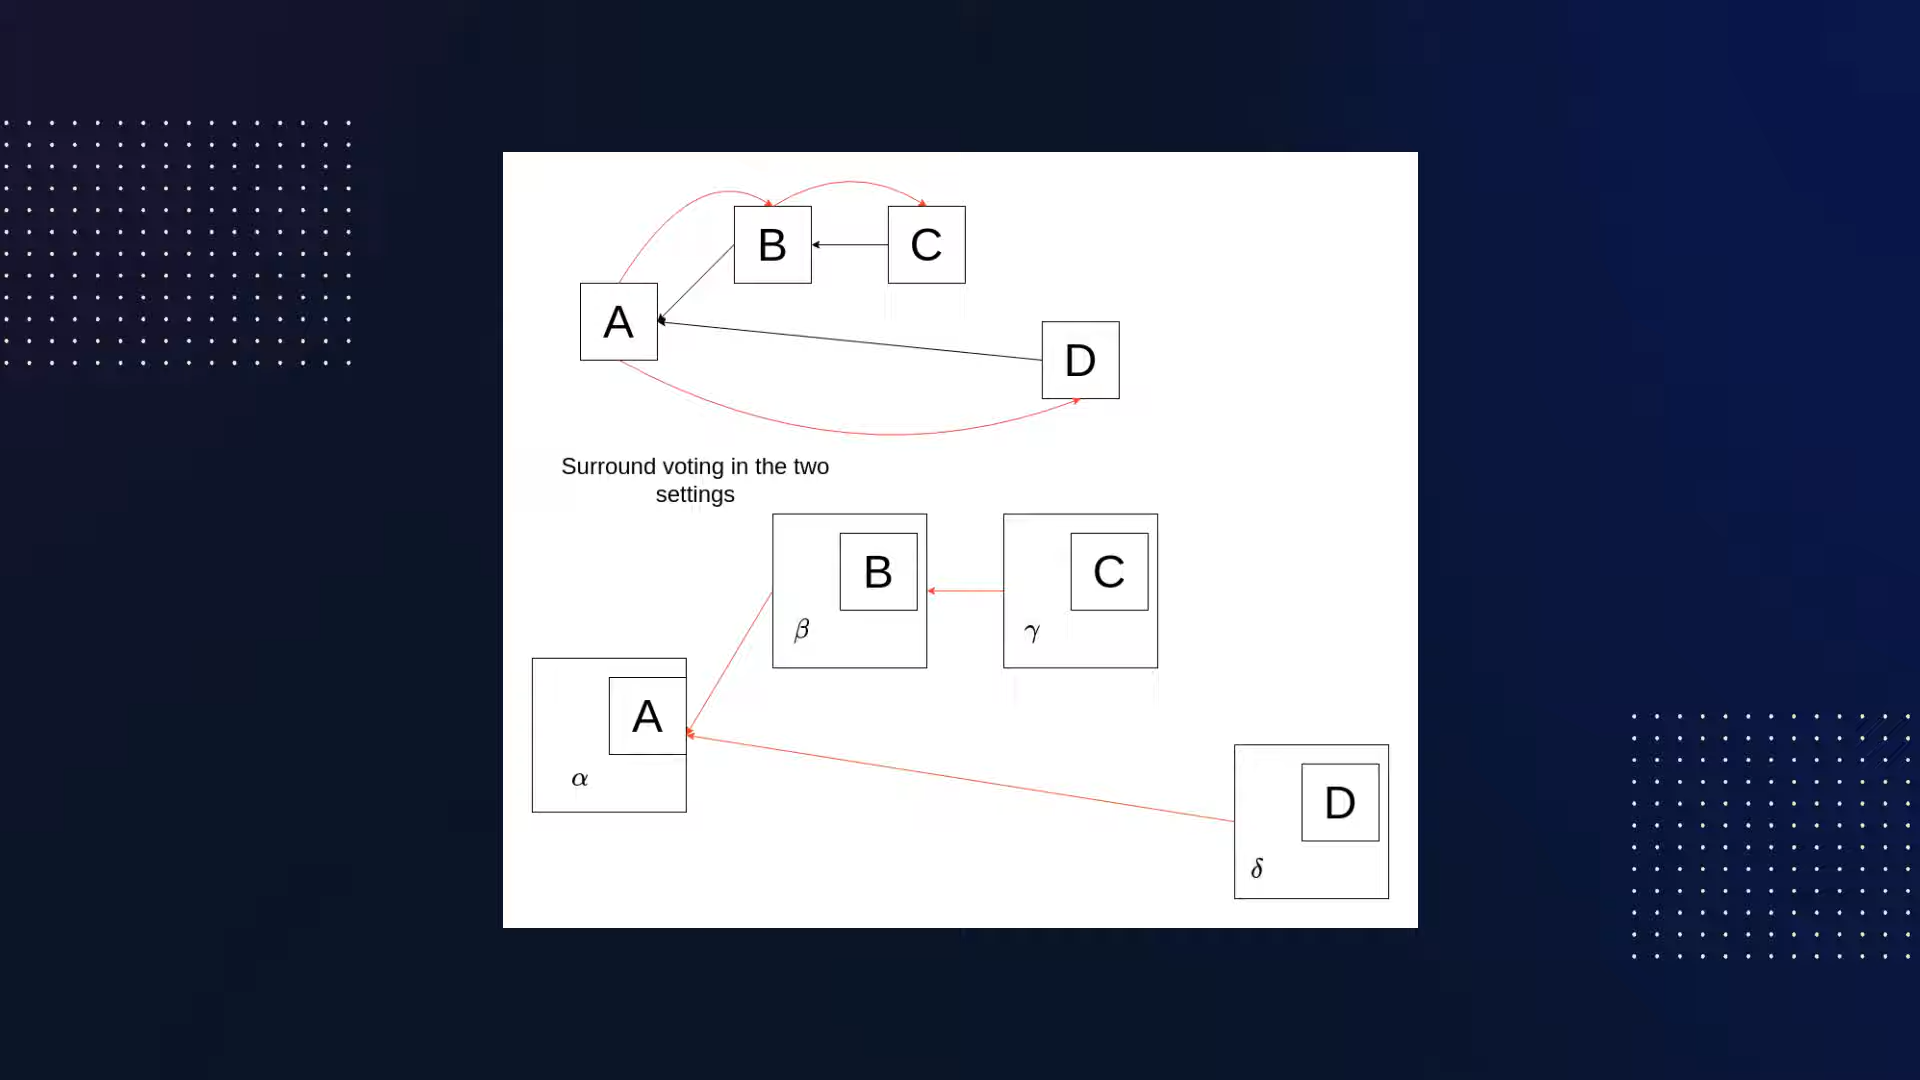 B
C
A
D
Surround voting in the two
settings
B
C
β
γ
A
α
D
δ